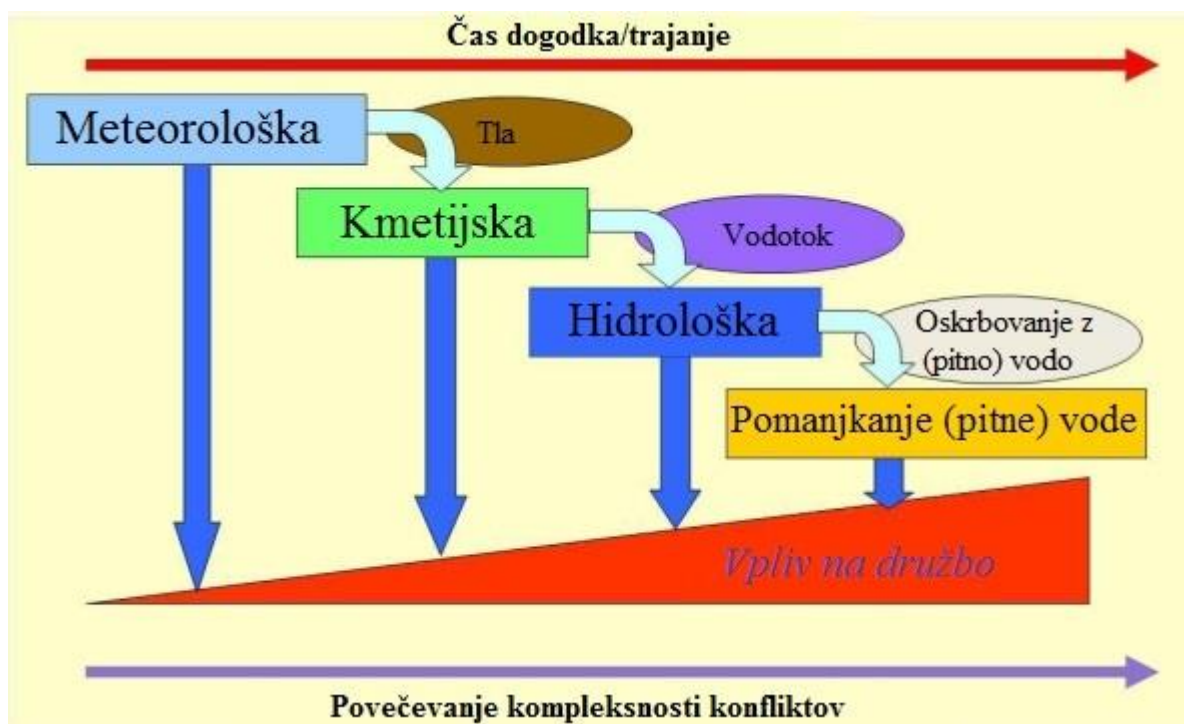 Čas dogodka/trajanje
Meteorološka
Tla
Kmetijska
Vodotok
Hidrološka
Oskrbovanje z
(pitno) vodo
Pomanjkanje (pitne) vode
Vpliv na družbo
Povečevanje kompleksnosti konfliktov